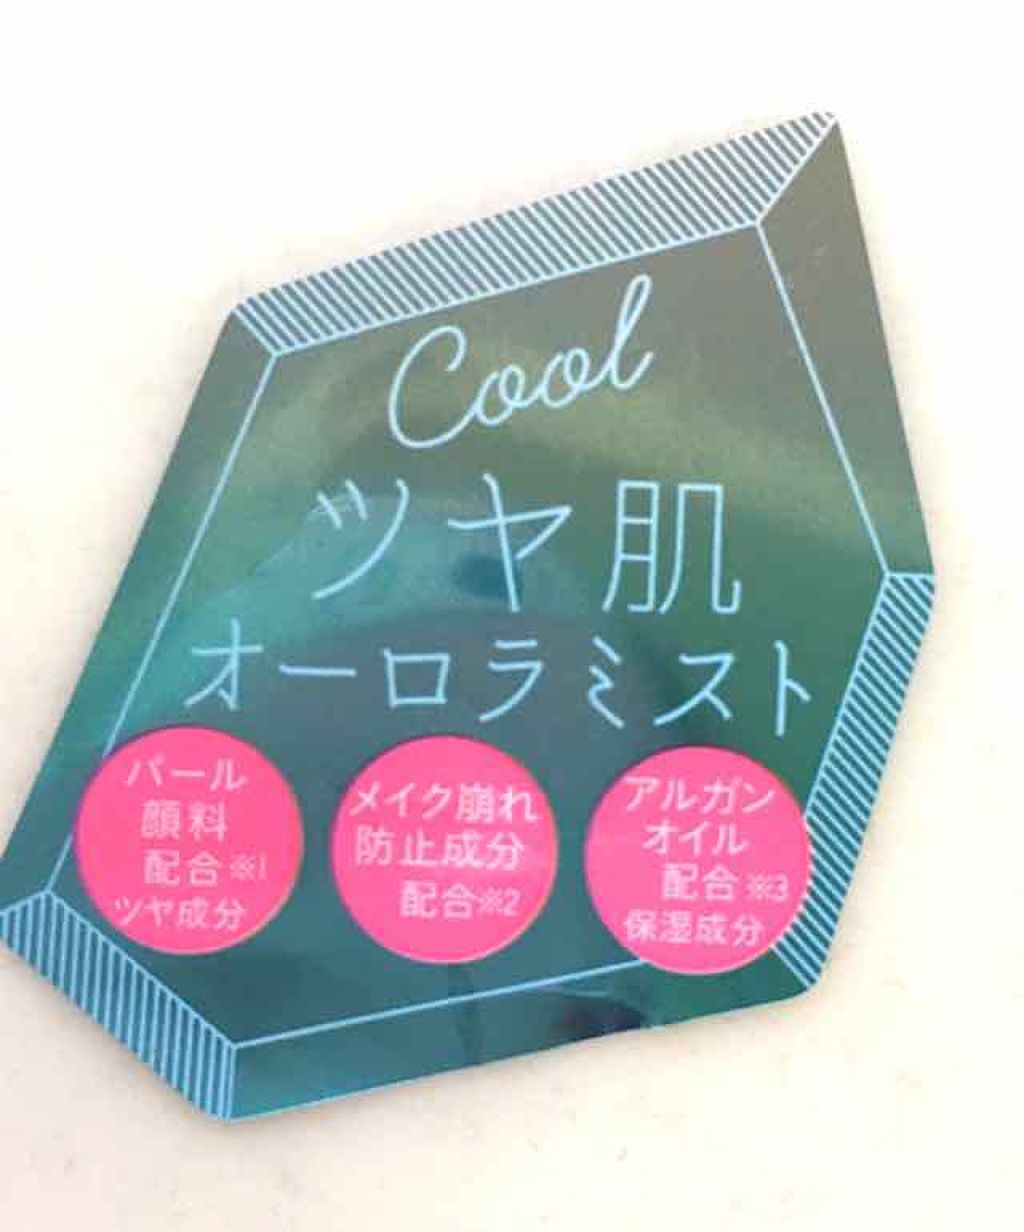 Cool
ツヤ肌
オーロラミスト
パール
顔料
配合※1
ツヤ成分
メイク崩れ
防止成分
配合※2
アルガン
オイル
配合※3
保湿成分